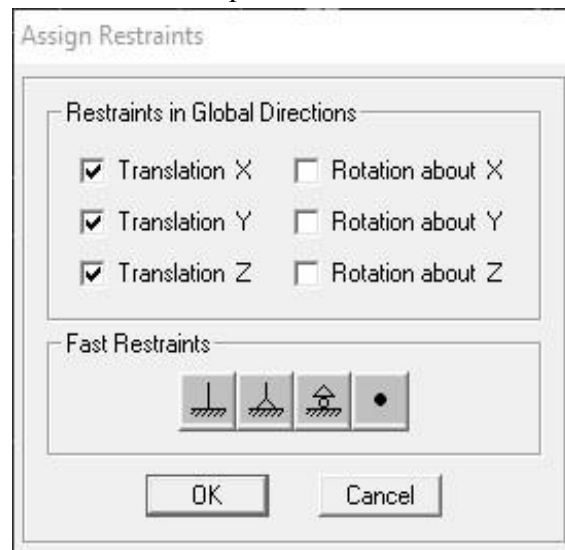 Assign Restraints
Restraints in Global Directions
Translation X Rotation about X
Translation Y Rotation about Y
Translation Z Rotation about Z
Fast Restraints
OK Cancel